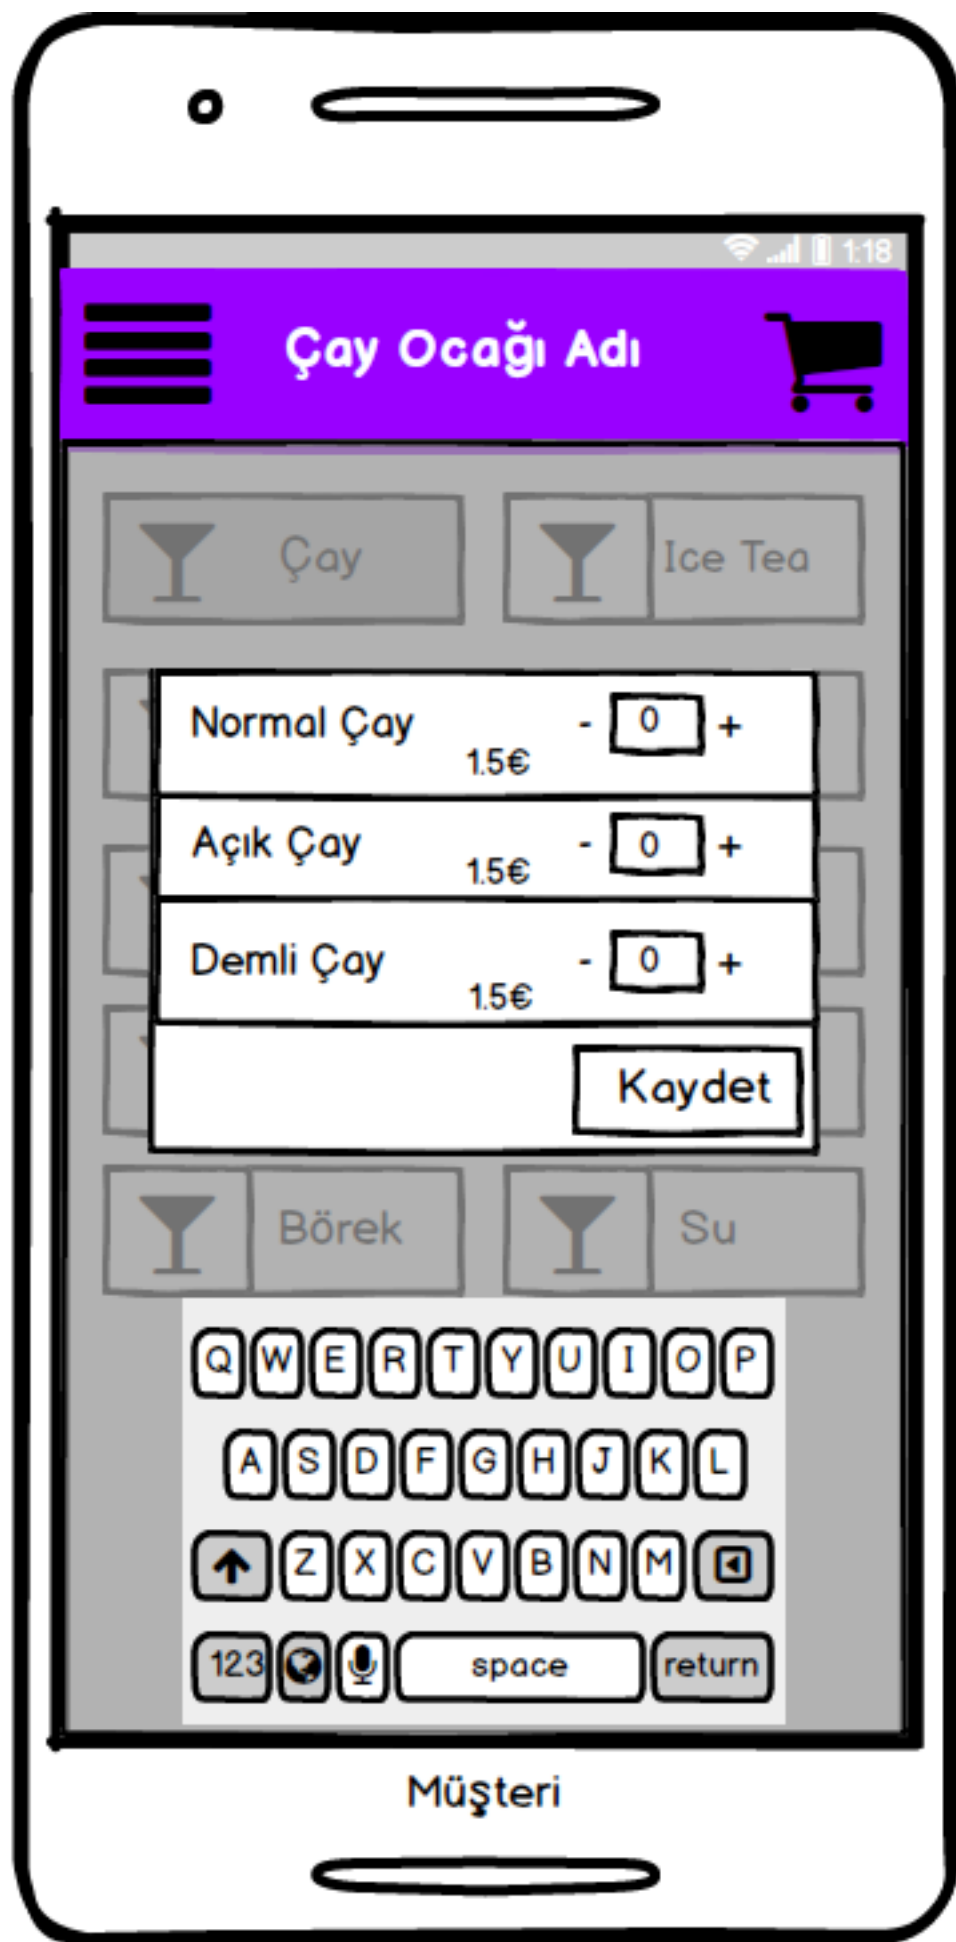 1:18
Çay Ocağı Adı
Çay
Ice Tea
Normal Çay - 0 +
1.5€
Açık Çay - 0 +
1.5€
Demli Çay - 0 +
1.5€
Kaydet
Börek
Su
Q W E R T Y U I O P
A S D F G H J K L
Z X C V B N M
123 space return
Müşteri